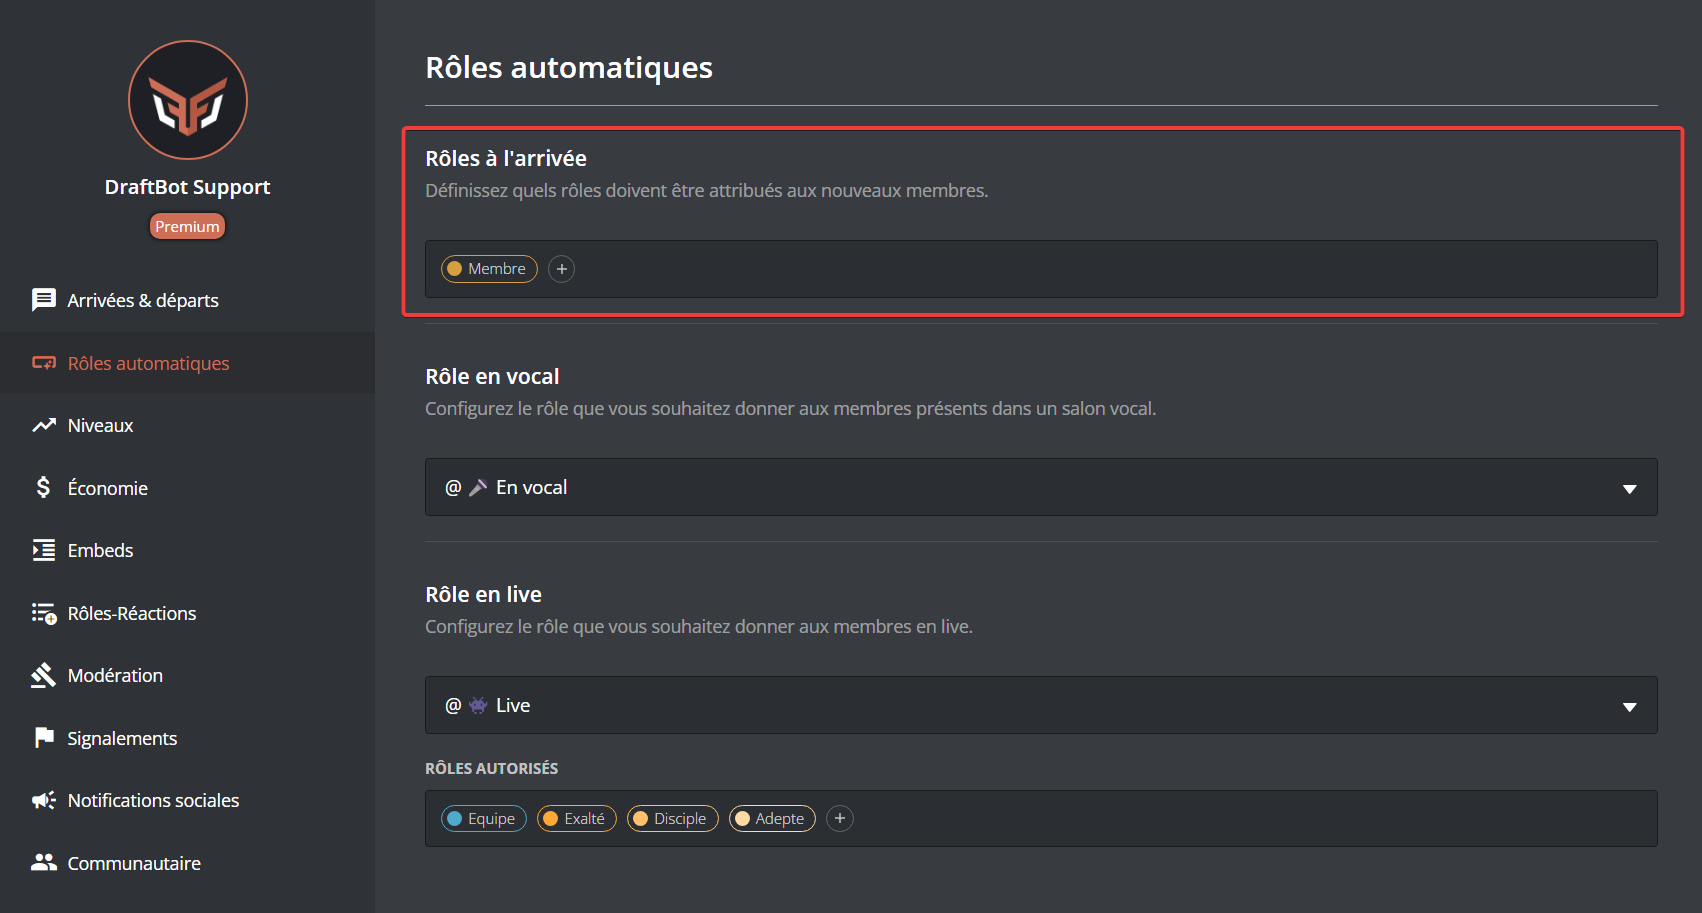 DraftBot Support
Premium
Arrivées & départs
Rôles automatiques
Niveaux
Économie
Embeds
Rôles-Réactions
Modération
Signalements
Notifications sociales
Communautaire
Rôles automatiques
Rôles à l'arrivée
Définissez quels rôles doivent être attribués aux nouveaux membres.
Membre +
Rôle en vocal
Configurez le rôle que vous souhaitez donner aux membres présents dans un salon vocal.
@ 🎤 En vocal
Rôle en live
Configurez le rôle que vous souhaitez donner aux membres en live.
@ 👾 Live
RÔLES AUTORISÉS
Equipe Exalté Disciple Adepte +